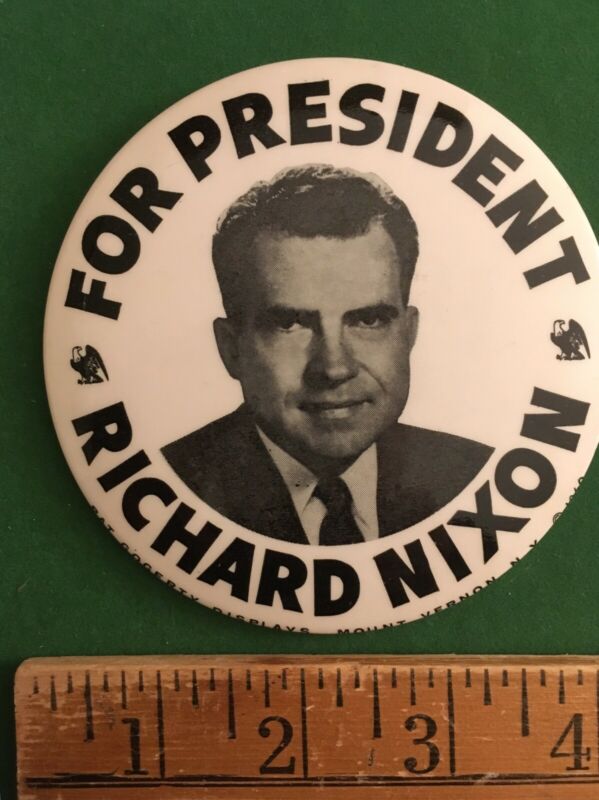 FOR PRESIDENT
RICHARD NIXON
DISPLAYS MOUNT VERNON N.Y. ©
1 2 3 4